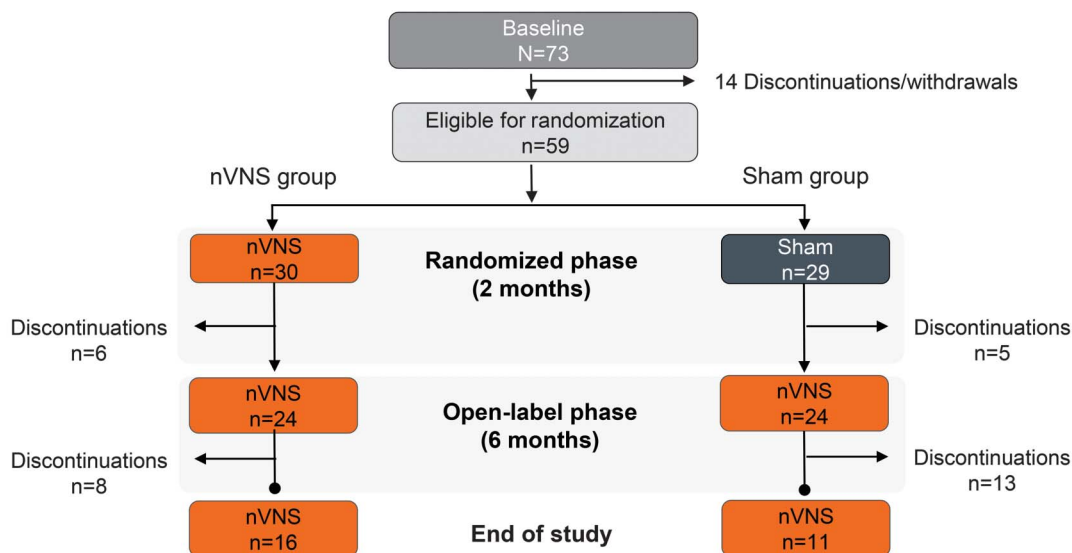 Baseline
N=73
14 Discontinuations/withdrawals
Eligible for randomization
n=59
nVNS group
Sham group
nVNS
n=30
Randomized phase
(2 months)
Sham
n=29
Discontinuations
n=6
Discontinuations
n=5
nVNS
n=24
Open-label phase
(6 months)
nVNS
n=24
Discontinuations
n=8
Discontinuations
n=13
nVNS
n=16
End of study
nVNS
n=11